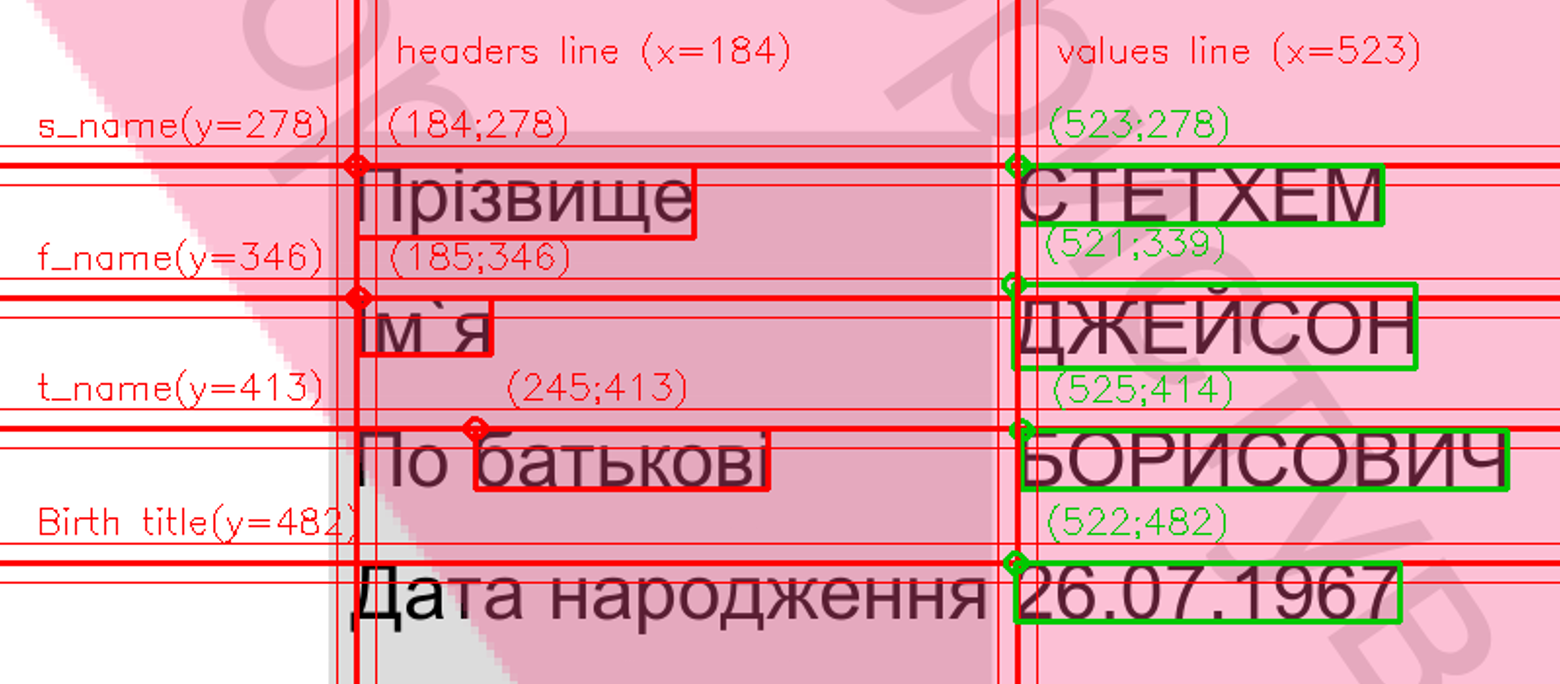 headers line (x=184) values line (x=523)
s_name(y=278) (184;278) (523;278)
Прізвище СТЕТХЕМ
f_name(y=346) (185;346) (521;339)
Ім`я ДЖЕЙСОН
t_name(y=413) (245;413) (525;414)
По батькові БОРИСОВИЧ
Birth title(y=482) (522;482)
Дата народження 26.07.1967